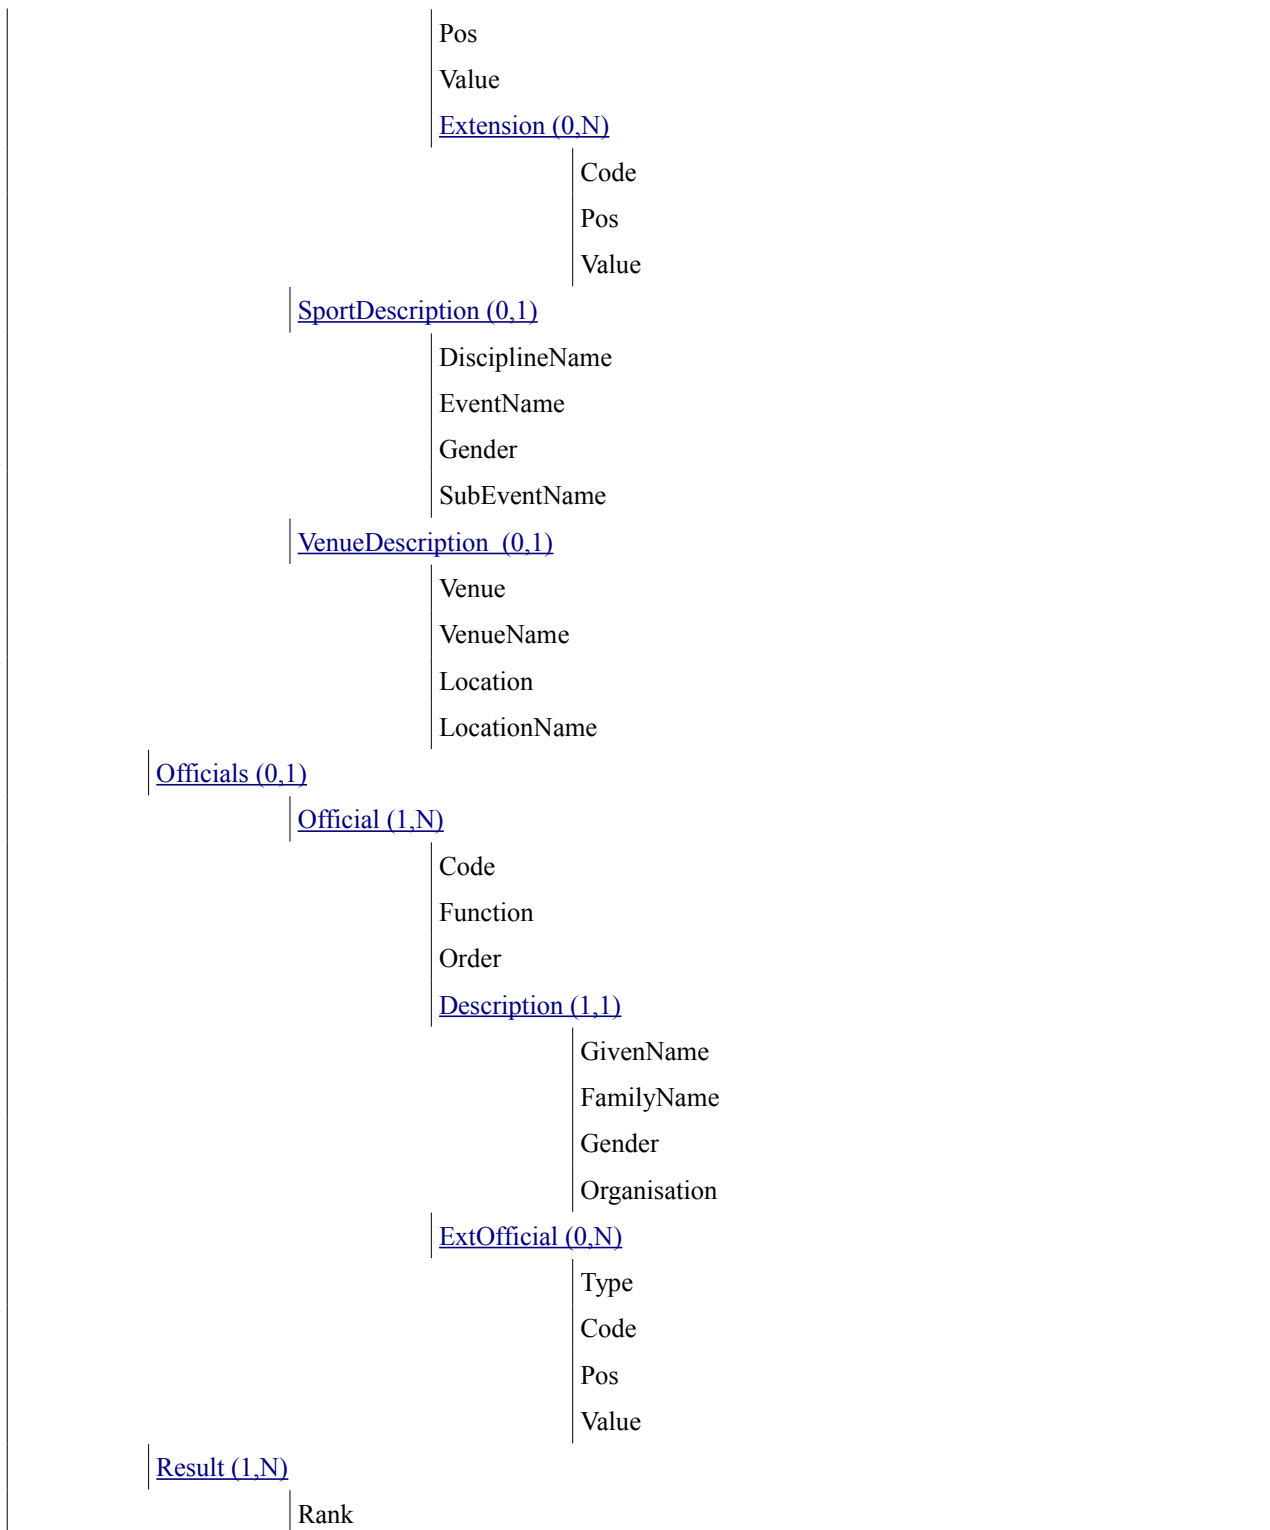 Pos
Value
Extension (0,N)
Code
Pos
Value
SportDescription (0,1)
DisciplineName
EventName
Gender
SubEventName
VenueDescription  (0,1)
Venue
VenueName
Location
LocationName
Officials (0,1)
Official (1,N)
Code
Function
Order
Description (1,1)
GivenName
FamilyName
Gender
Organisation
ExtOfficial (0,N)
Type
Code
Pos
Value
Result (1,N)
Rank